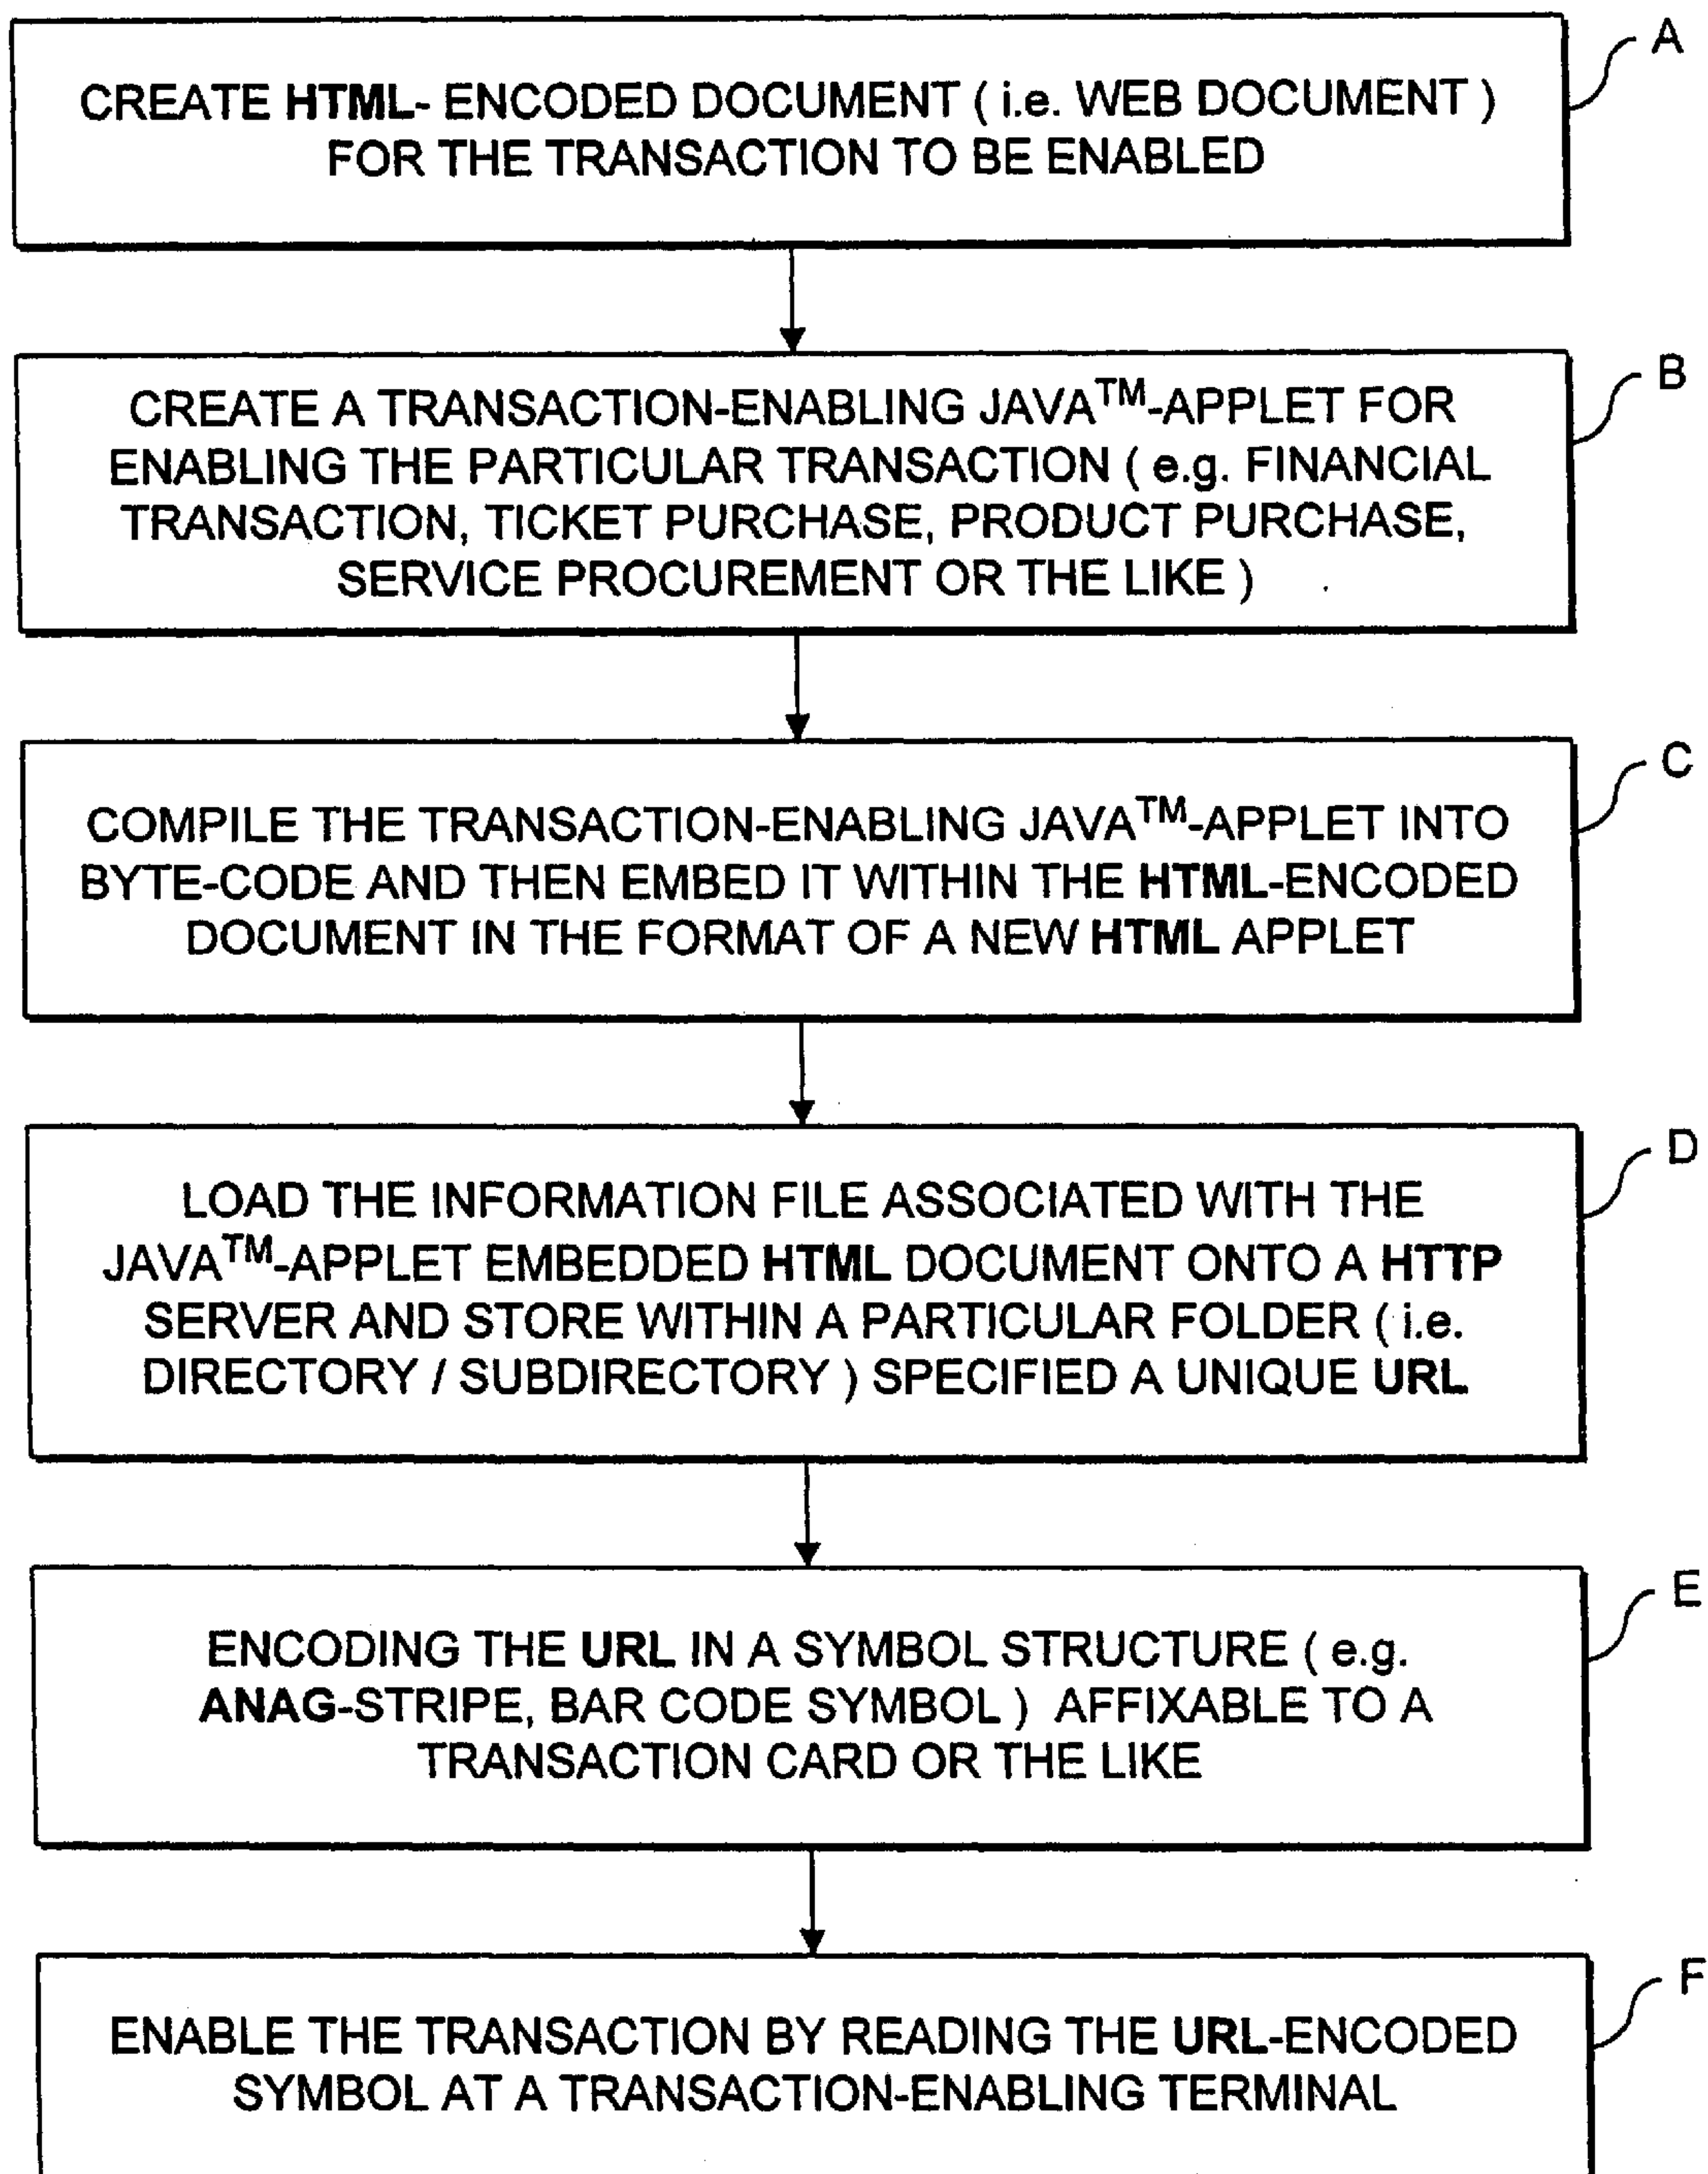 A
CREATE HTML- ENCODED DOCUMENT ( i.e. WEB DOCUMENT )
FOR THE TRANSACTION TO BE ENABLED
B
CREATE A TRANSACTION-ENABLING JAVA™-APPLET FOR
ENABLING THE PARTICULAR TRANSACTION ( e.g. FINANCIAL
TRANSACTION, TICKET PURCHASE, PRODUCT PURCHASE,
SERVICE PROCUREMENT OR THE LIKE )
C
COMPILE THE TRANSACTION-ENABLING JAVA™-APPLET INTO
BYTE-CODE AND THEN EMBED IT WITHIN THE HTML-ENCODED
DOCUMENT IN THE FORMAT OF A NEW HTML APPLET
D
LOAD THE INFORMATION FILE ASSOCIATED WITH THE
JAVA™-APPLET EMBEDDED HTML DOCUMENT ONTO A HTTP
SERVER AND STORE WITHIN A PARTICULAR FOLDER ( i.e.
DIRECTORY / SUBDIRECTORY ) SPECIFIED A UNIQUE URL
E
ENCODING THE URL IN A SYMBOL STRUCTURE ( e.g.
ANAG-STRIPE, BAR CODE SYMBOL ) AFFIXABLE TO A
TRANSACTION CARD OR THE LIKE
F
ENABLE THE TRANSACTION BY READING THE URL-ENCODED
SYMBOL AT A TRANSACTION-ENABLING TERMINAL